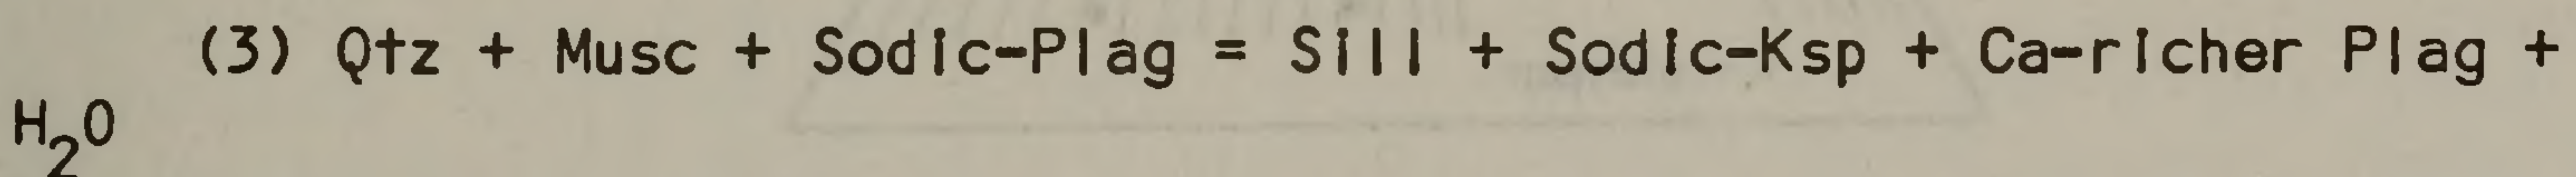 (3) Qtz + Musc + Sodic-Plag = Sill + Sodic-Ksp + Ca-richer Plag +
H₂O